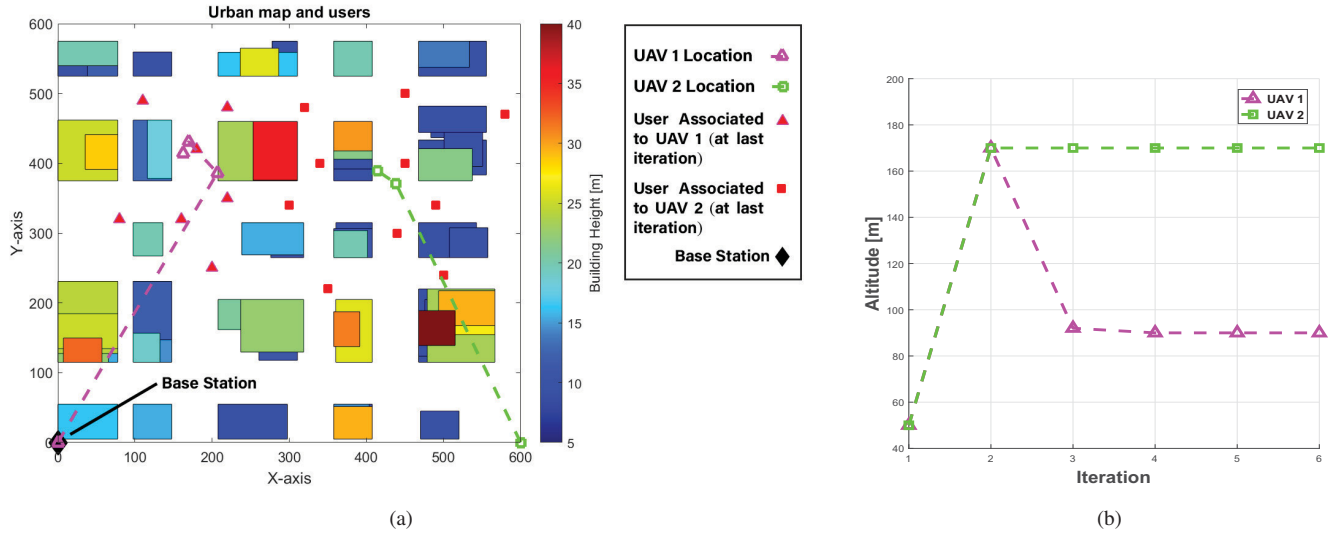 Urban map and users
600
500
400
300
200
100
0
Y-axis
Base Station
0
100
200
300
400
500
600
X-axis
40
35
30
25
20
15
10
5
Building Height [m]
UAV 1 Location
UAV 2 Location
User Associated
to UAV 1 (at last
iteration)
User Associated
to UAV 2 (at last
iteration)
Base Station
(a)
200
180
160
140
120
100
80
60
40
Altitude [m]
UAV 1
UAV 2
1
2
3
4
5
6
Iteration
(b)